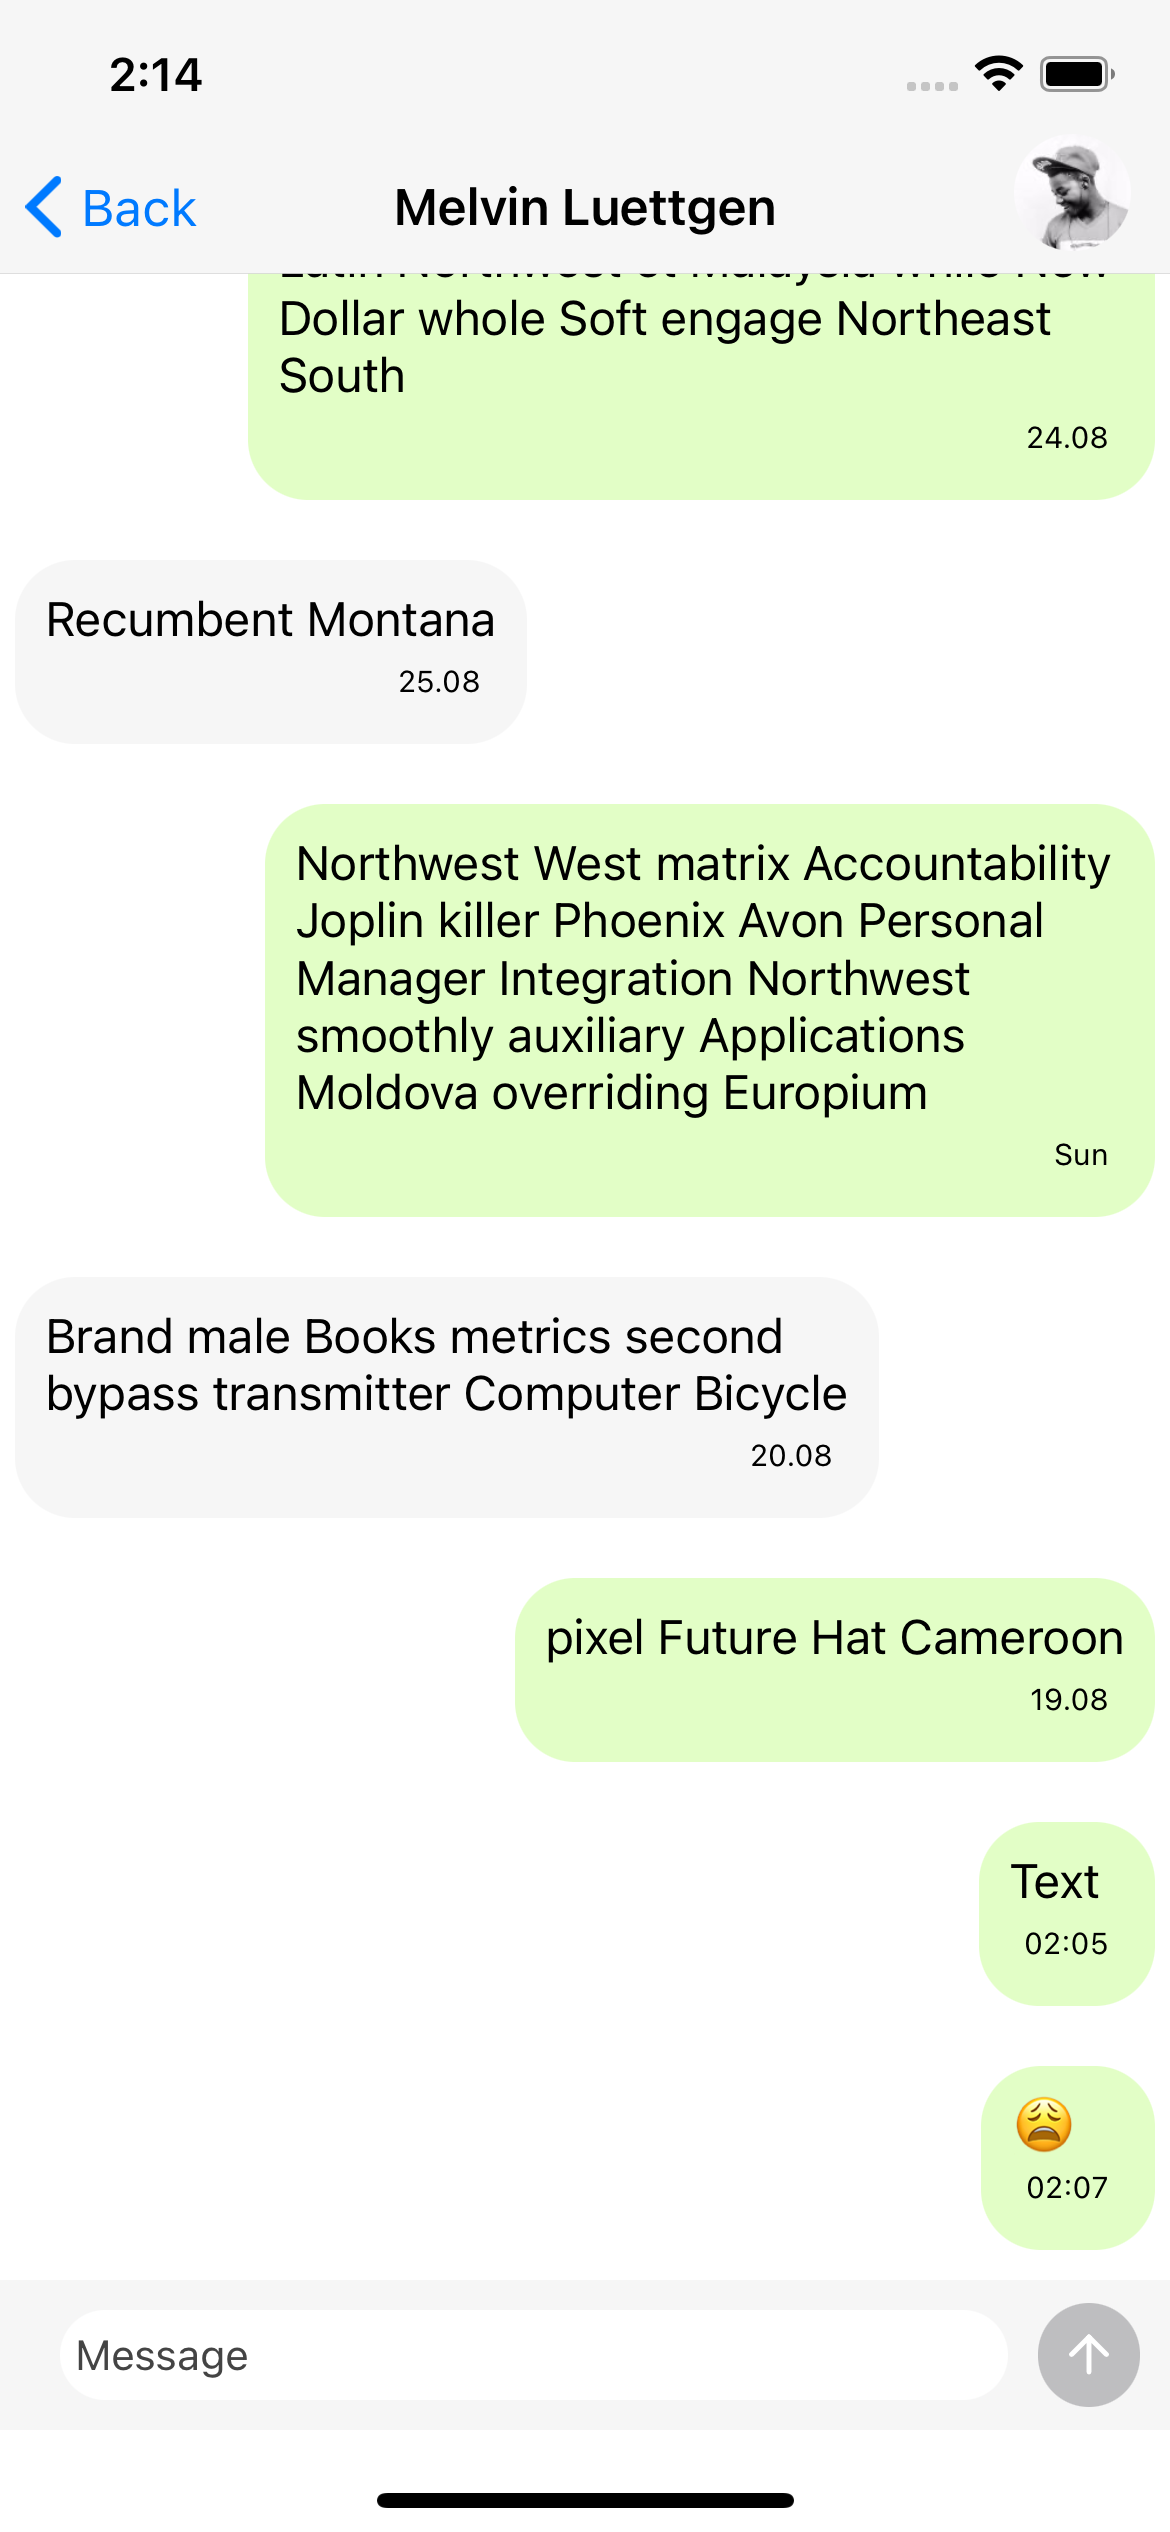 2:14
Back
Melvin Luettgen
Dollar whole Soft engage Northeast
South
24.08
Recumbent Montana
25.08
Northwest West matrix Accountability
Joplin killer Phoenix Avon Personal
Manager Integration Northwest
smoothly auxiliary Applications
Moldova overriding Europium
Sun
Brand male Books metrics second
bypass transmitter Computer Bicycle
20.08
pixel Future Hat Cameroon
19.08
Text
02:05
😩
02:07
Message